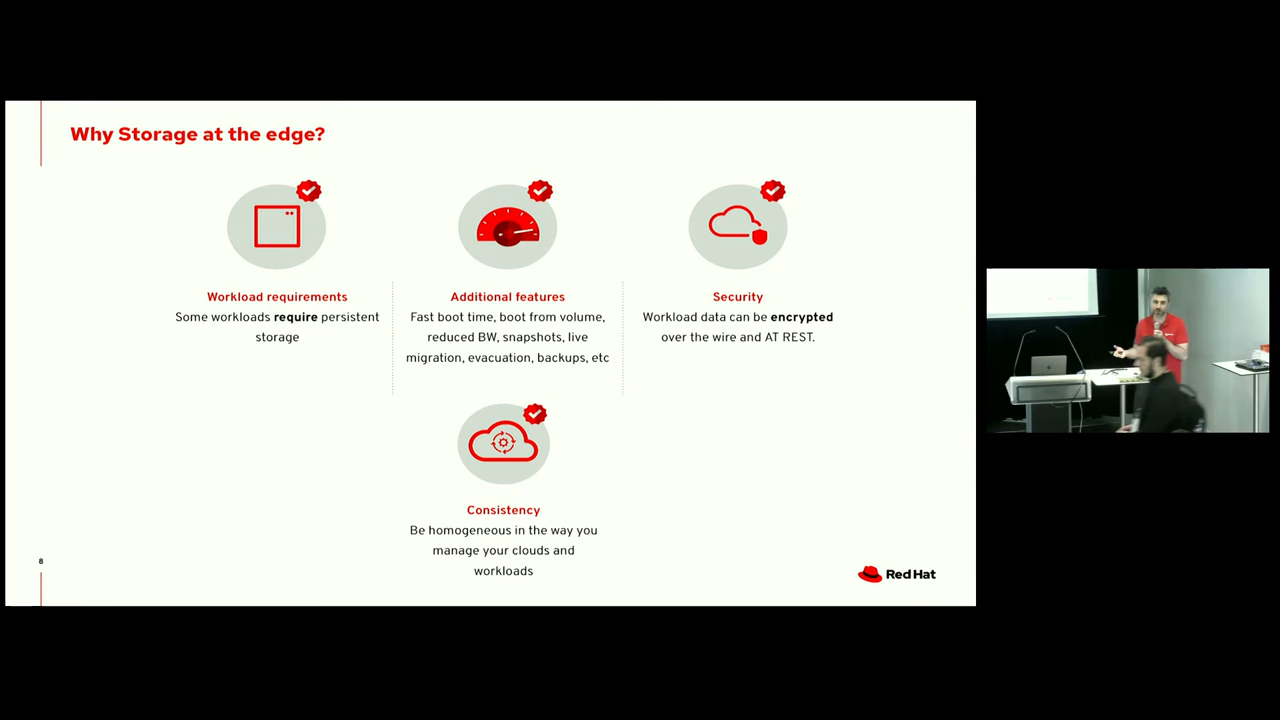 Why Storage at the edge?
Workload requirements
Some workloads require persistent
storage
Additional features
Fast boot time, boot from volume,
reduced BW, snapshots, live
migration, evacuation, backups, etc
Security
Workload data can be encrypted
over the wire and AT REST.
Consistency
Be homogeneous in the way you
manage your clouds and
workloads
8
Red Hat